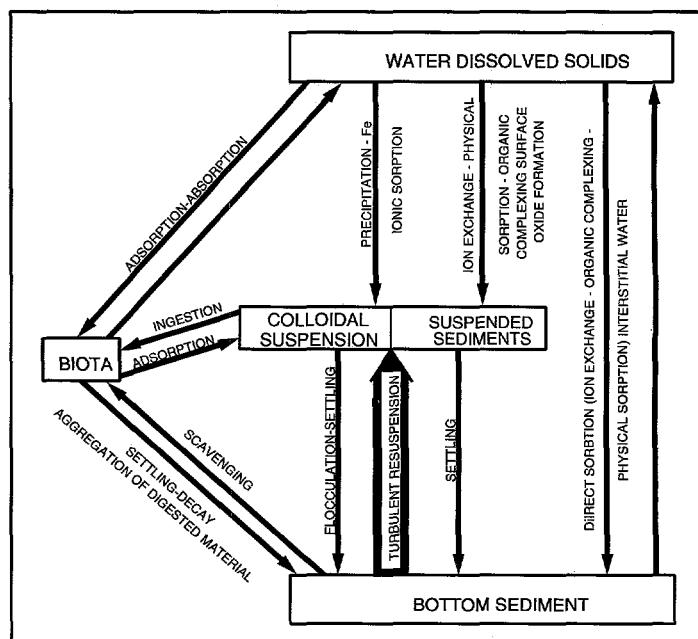 WATER DISSOLVED SOLIDS
ADSORPTION-ABSORPTION
PRECIPITATION - Fe
IONIC SORPTION
ION EXCHANGE - PHYSICAL
SORPTION - ORGANIC
COMPLEXING SURFACE
OXIDE FORMATION
DiIRECT SORBTION (ION EXCHANGE - ORGANIC COMPLEXING -
PHYSICAL SORPTION) INTERSTITIAL WATER
INGESTION
COLLOIDAL
SUSPENSION
SUSPENDED
SEDIMENTS
BIOTA
ADSORPTION
SCAVENGING
SETTLING-DECAY
AGGREGATION OF DIGESTED MATERIAL
FLOCCULATION-SETTLING
TURBULENT RESUSPENSION
SETTLING
BOTTOM SEDIMENT